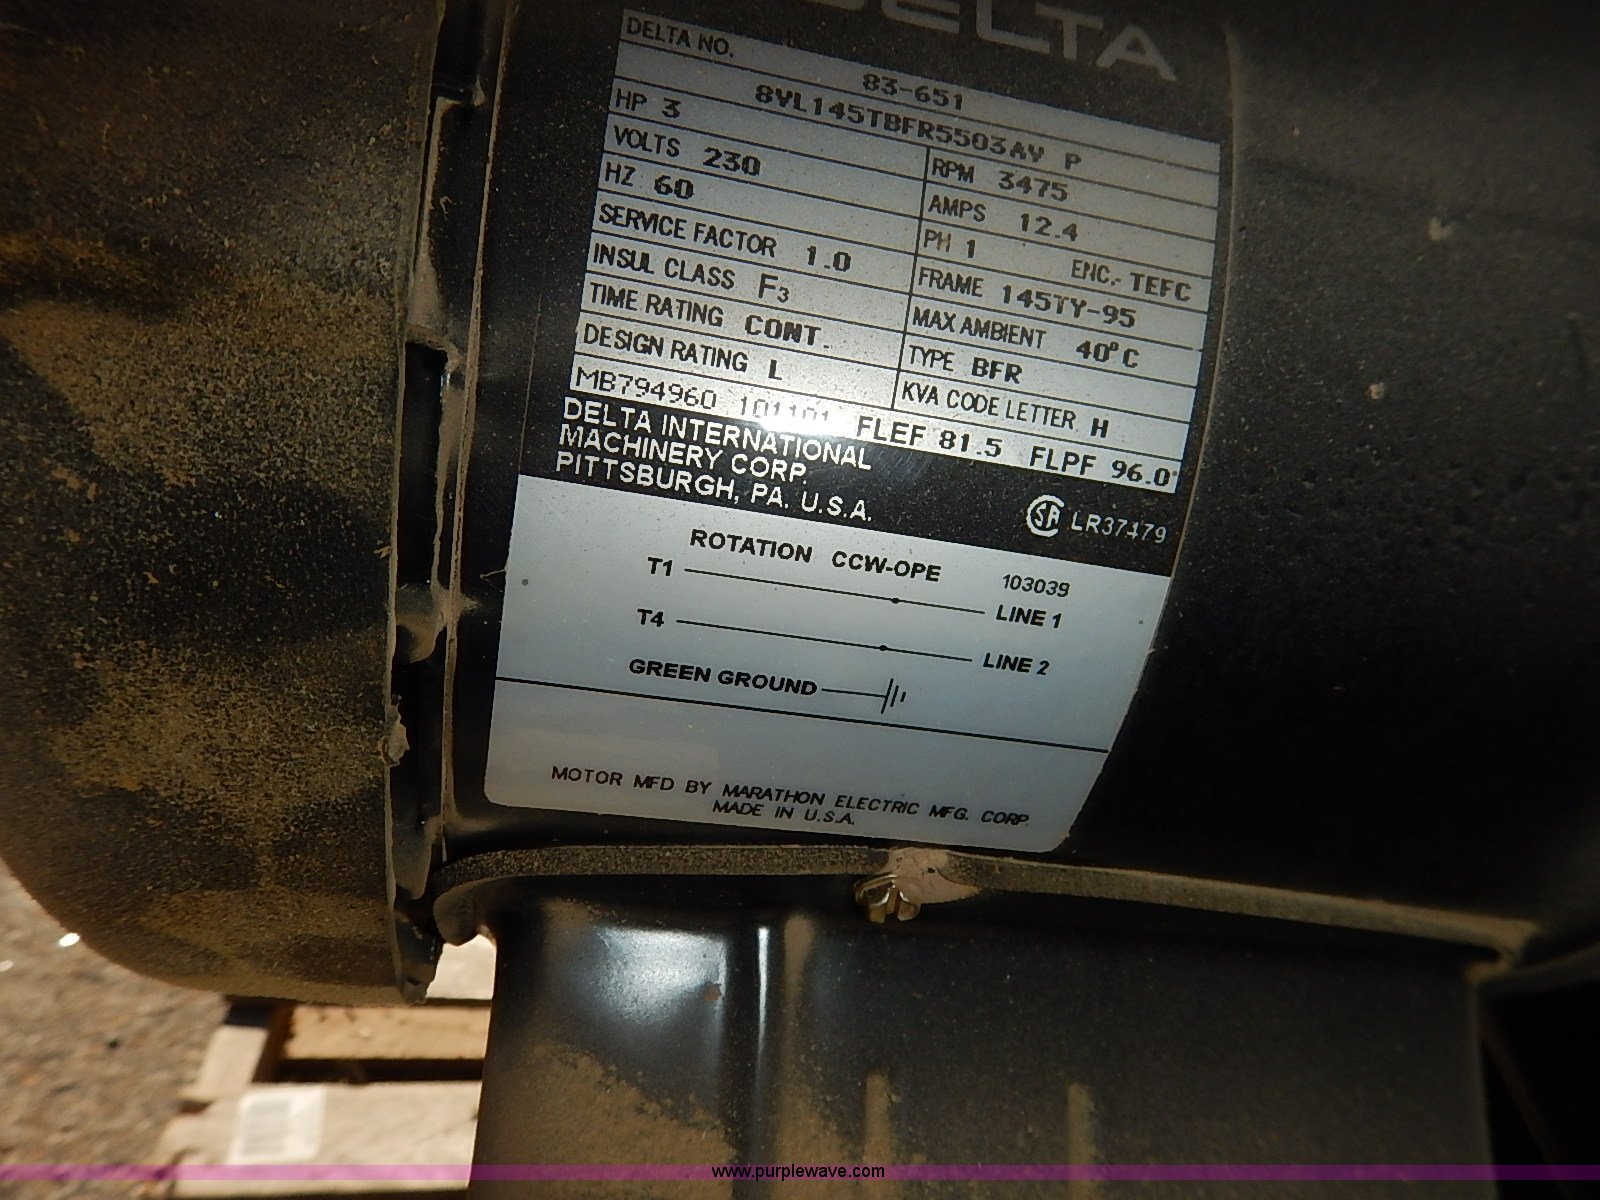 DELTA
DELTA NO. 83-651
8VL145TBFR5503AV P
HP 3 RPM 3475
VOLTS 230 AMPS 12.4
HZ 60 PH 1 ENC.- TEFC
SERVICE FACTOR 1.0 FRAME 145TY-95
INSUL CLASS F3 MAX AMBIENT 40°C
TIME RATING CONT. TYPE BFR
DESIGN RATING L KVA CODE LETTER H
MB794960 101101 FLEF 81.5 FLPF 96.0
DELTA INTERNATIONAL
MACHINERY CORP.
PITTSBURGH, PA. U.S.A.
SA LR37479
ROTATION CCW-OPE 103039
T1 LINE 1
T4 LINE 2
GREEN GROUND
MOTOR MFD BY MARATHON ELECTRIC MFG. CORP.
MADE IN U.S.A.
www.purplewave.com